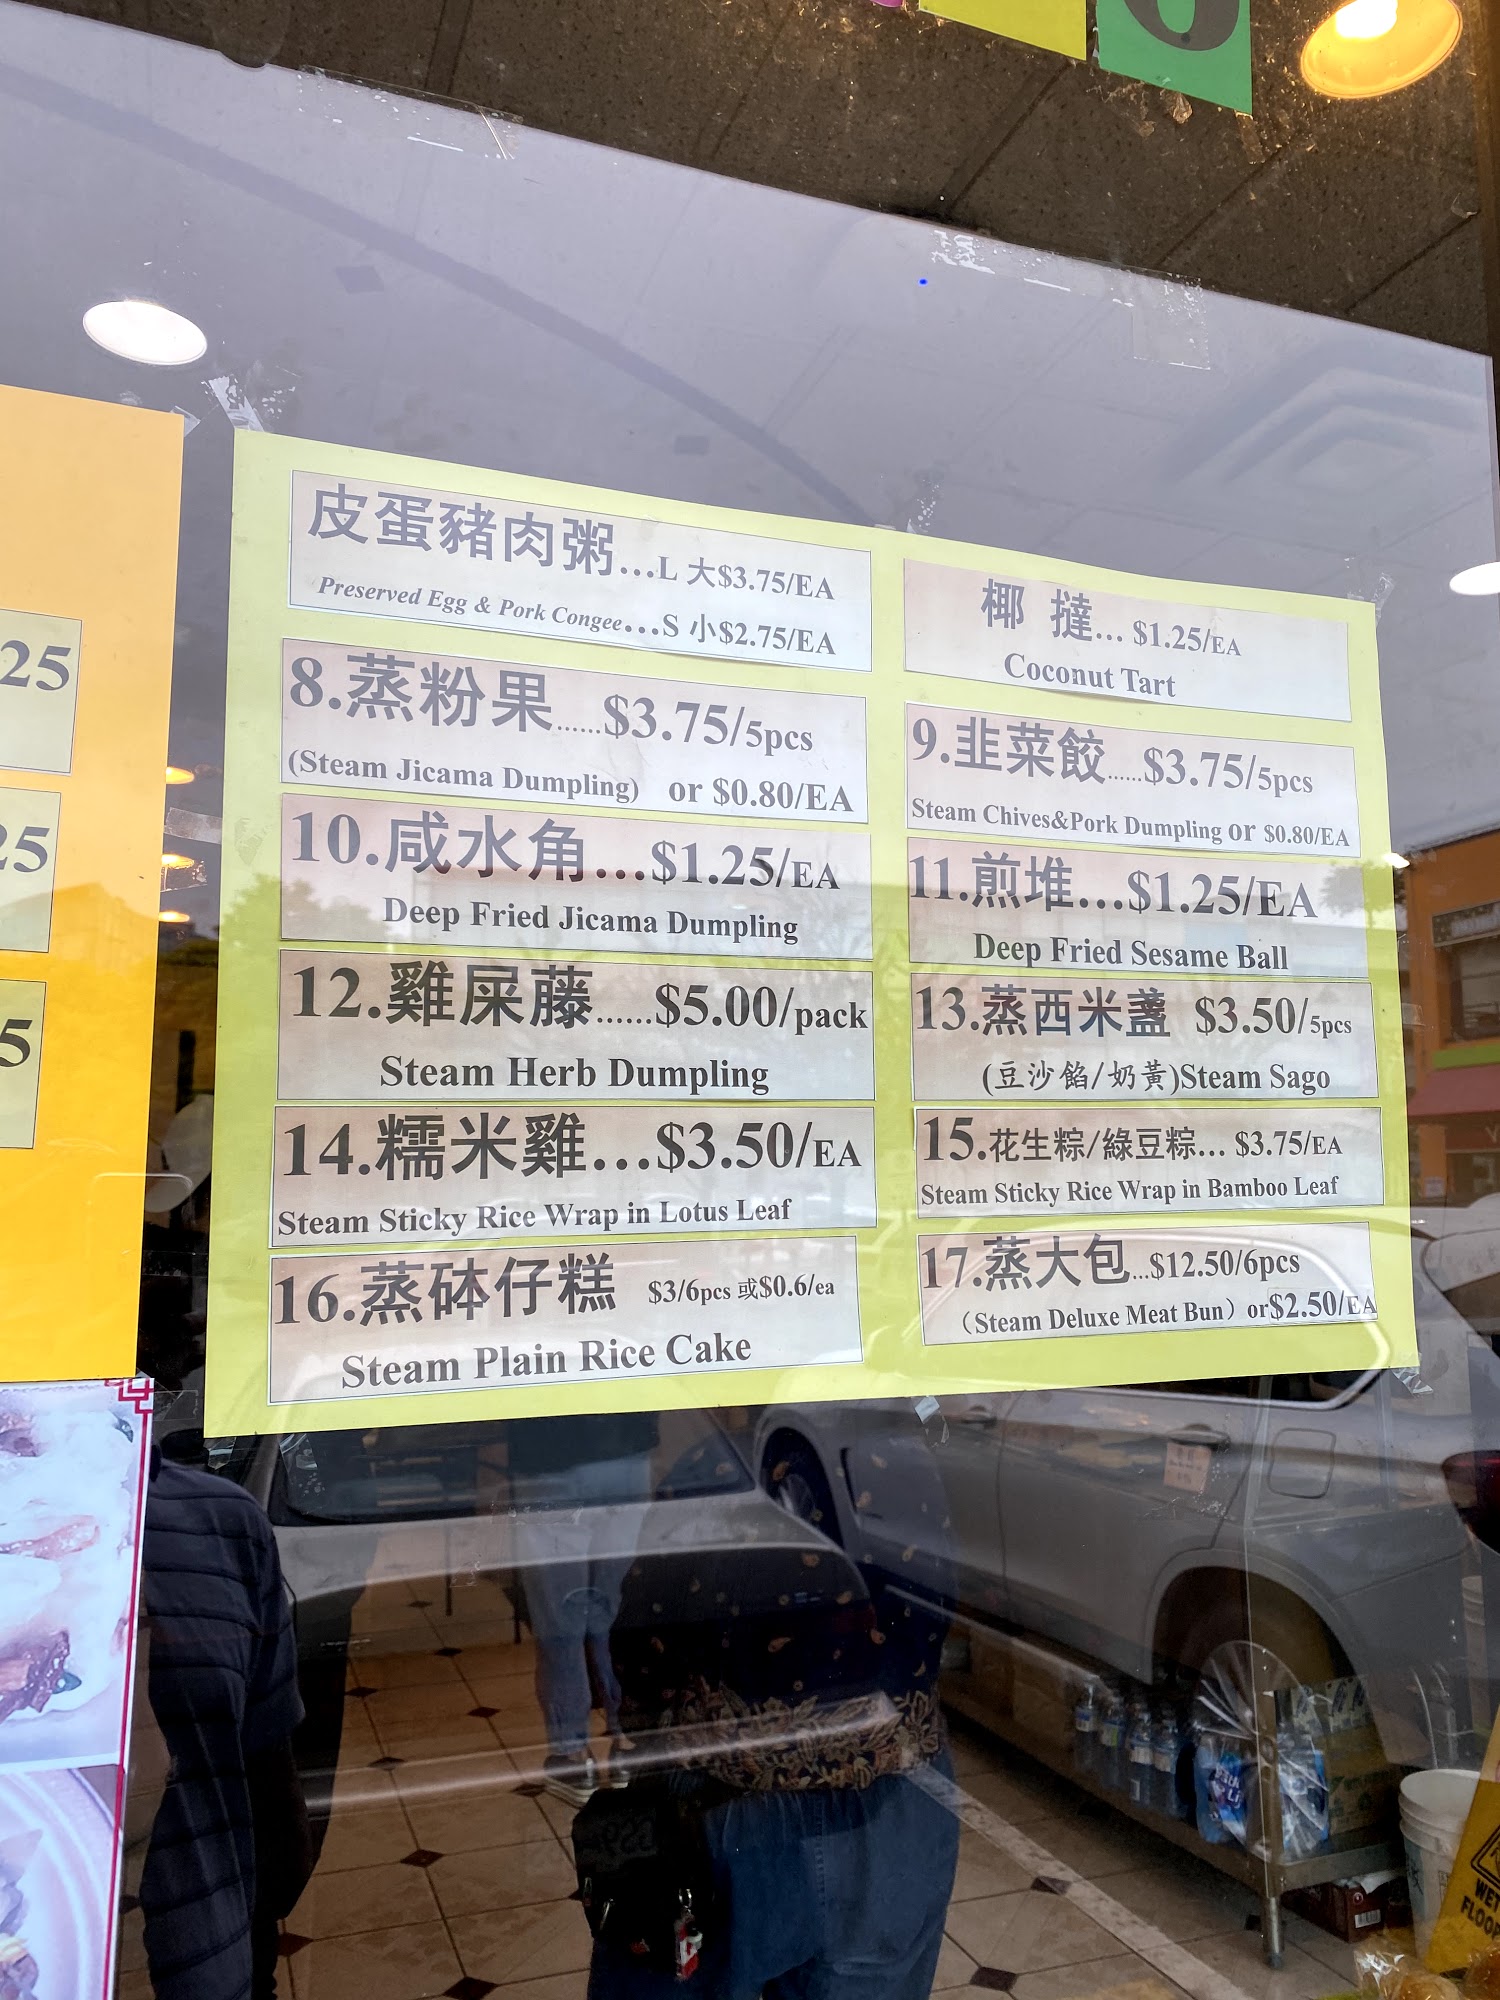 6
25
25
5
皮蛋豬肉粥...L 大$3.75/EA
Preserved Egg & Pork Congee...S 小$2.75/EA
椰 撻... $1.25/EA
Coconut Tart
8.蒸粉果......$3.75/5pcs
(Steam Jicama Dumpling) or $0.80/EA
9.韭菜餃......$3.75/5pcs
Steam Chives&Pork Dumpling or $0.80/EA
10.咸水角...$1.25/EA
Deep Fried Jicama Dumpling
11.煎堆...$1.25/EA
Deep Fried Sesame Ball
12.雞屎藤......$5.00/pack
Steam Herb Dumpling
13.蒸西米盞 $3.50/5pcs
(豆沙餡/奶黃)Steam Sago
14.糯米雞...$3.50/EA
Steam Sticky Rice Wrap in Lotus Leaf
15.花生粽/綠豆粽... $3.75/EA
Steam Sticky Rice Wrap in Bamboo Leaf
16.蒸砵仔糕 $3/6pcs 或$0.6/ea
Steam Plain Rice Cake
17.蒸大包...$12.50/6pcs
（Steam Deluxe Meat Bun）or$2.50/EA
WET
FLOOR